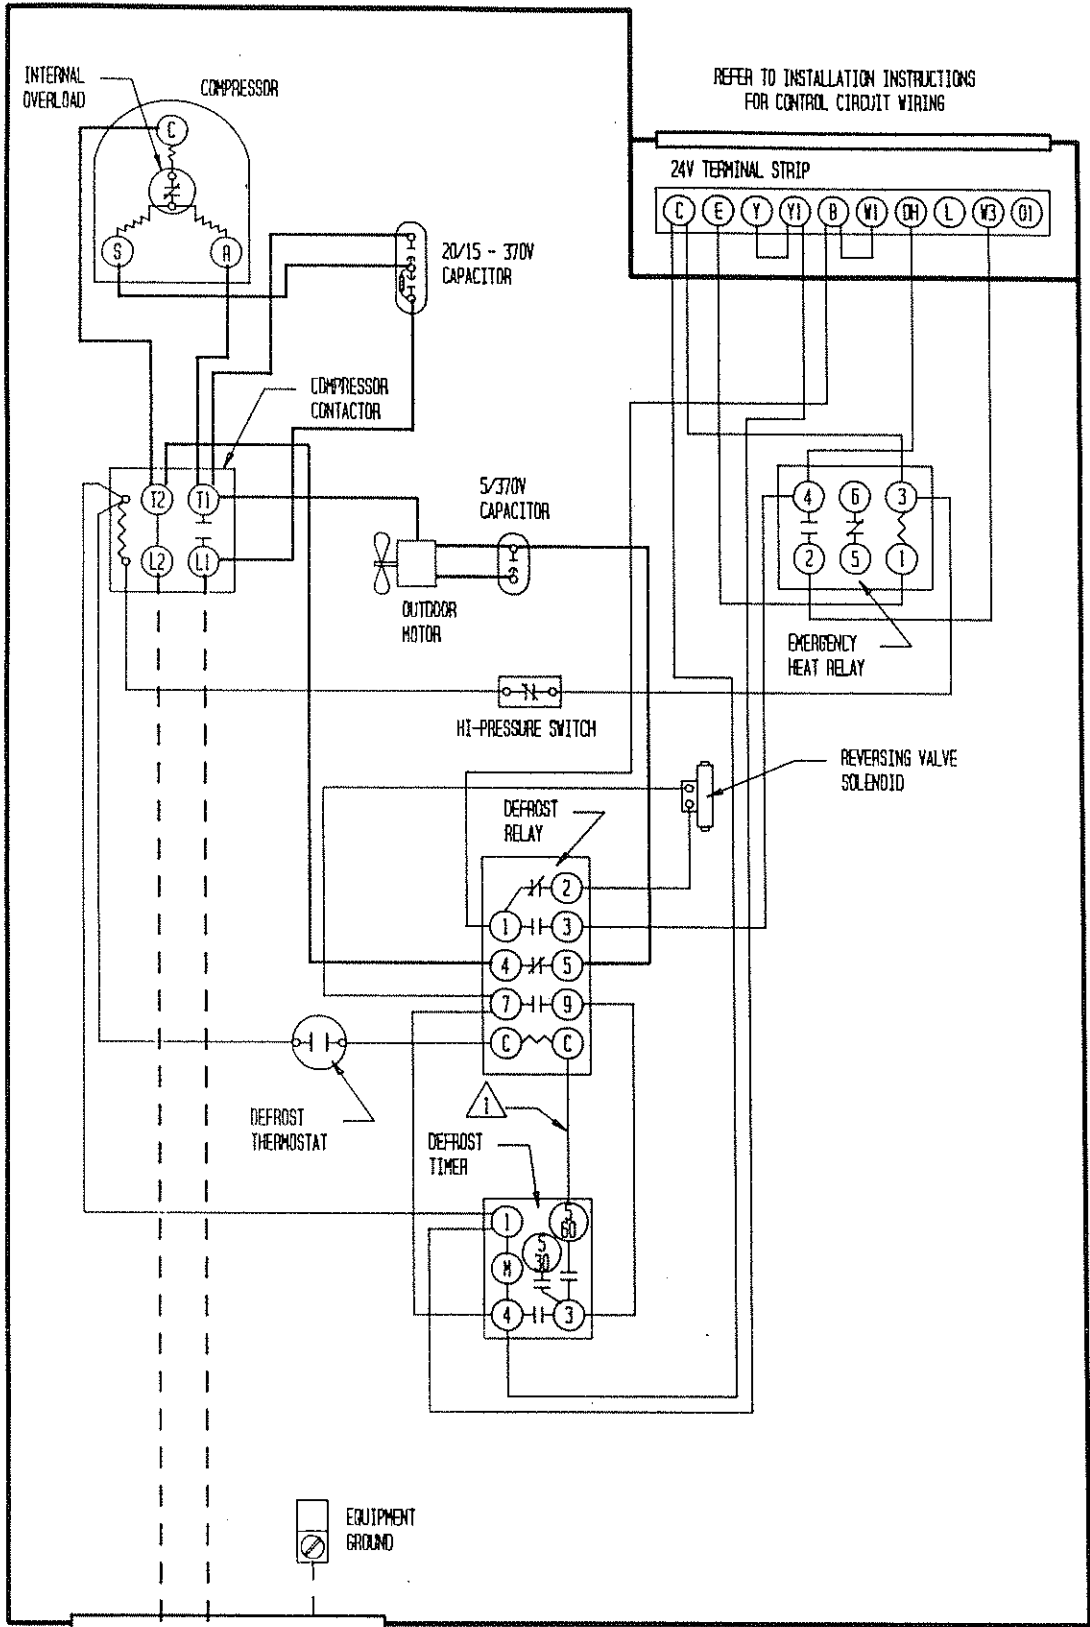 INTERNAL
OVERLOAD
COMPRESSOR
REFER TO INSTALLATION INSTRUCTIONS
FOR CONTROL CIRCUIT WIRING
24V TERMINAL STRIP
C E Y Y1 B W1 DH L W3 O1
C
S R
20/15 - 370V
CAPACITOR
COMPRESSOR
CONTACTOR
T2 T1
L2 L1
5/370V
CAPACITOR
OUTDOOR
MOTOR
4 6 3
2 5 1
EMERGENCY
HEAT RELAY
HI-PRESSURE SWITCH
REVERSING VALVE
SOLENOID
DEFROST
RELAY
2
1 3
4 5
7 9
C C
DEFROST
THERMOSTAT
1
DEFROST
TIMER
1
5
60
5
30
M
4 3
EQUIPMENT
GROUND